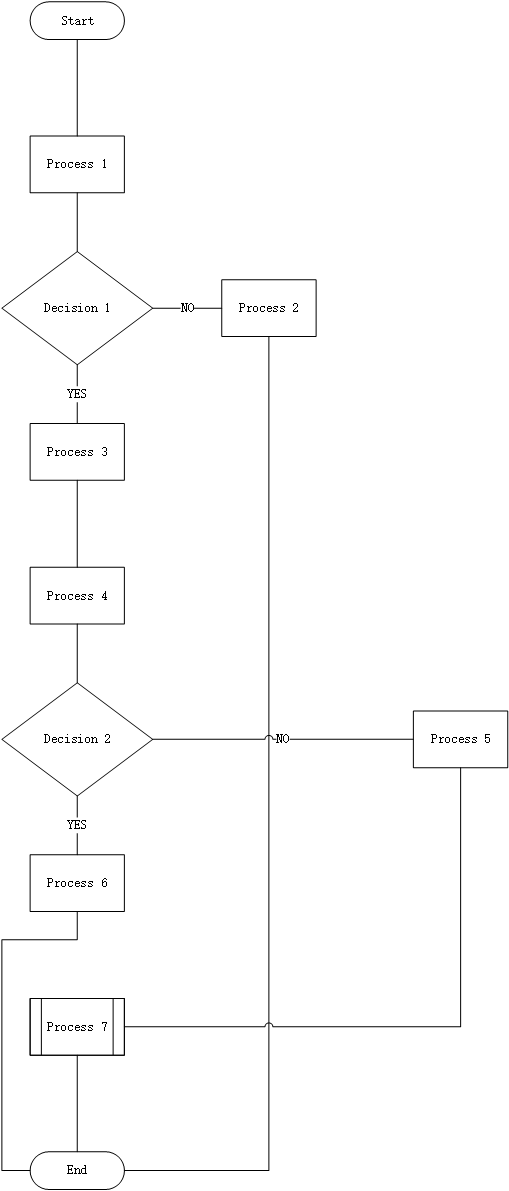 Start
Process 1
Decision 1
NO
Process 2
YES
Process 3
Process 4
Decision 2
NO
Process 5
YES
Process 6
Process 7
End